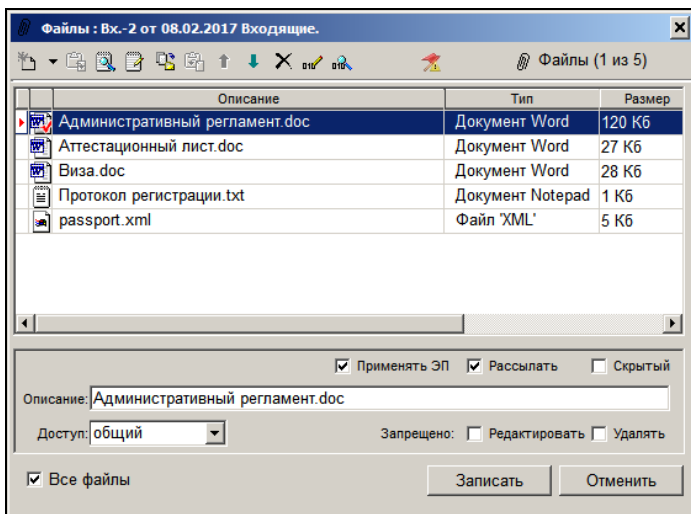 Файлы : Вх.-2 от 08.02.2017 Входящие.
Файлы (1 из 5)
Описание Тип Размер
Административный регламент.doc Документ Word 120 Кб
Аттестационный лист.doc Документ Word 27 Кб
Виза.doc Документ Word 28 Кб
Протокол регистрации.txt Документ Notepad 1 Кб
passport.xml Файл 'XML' 5 Кб
Применять ЭП Рассылать Скрытый
Описание: Административный регламент.doc
Доступ: общий Запрещено: Редактировать Удалять
Все файлы Записать Отменить